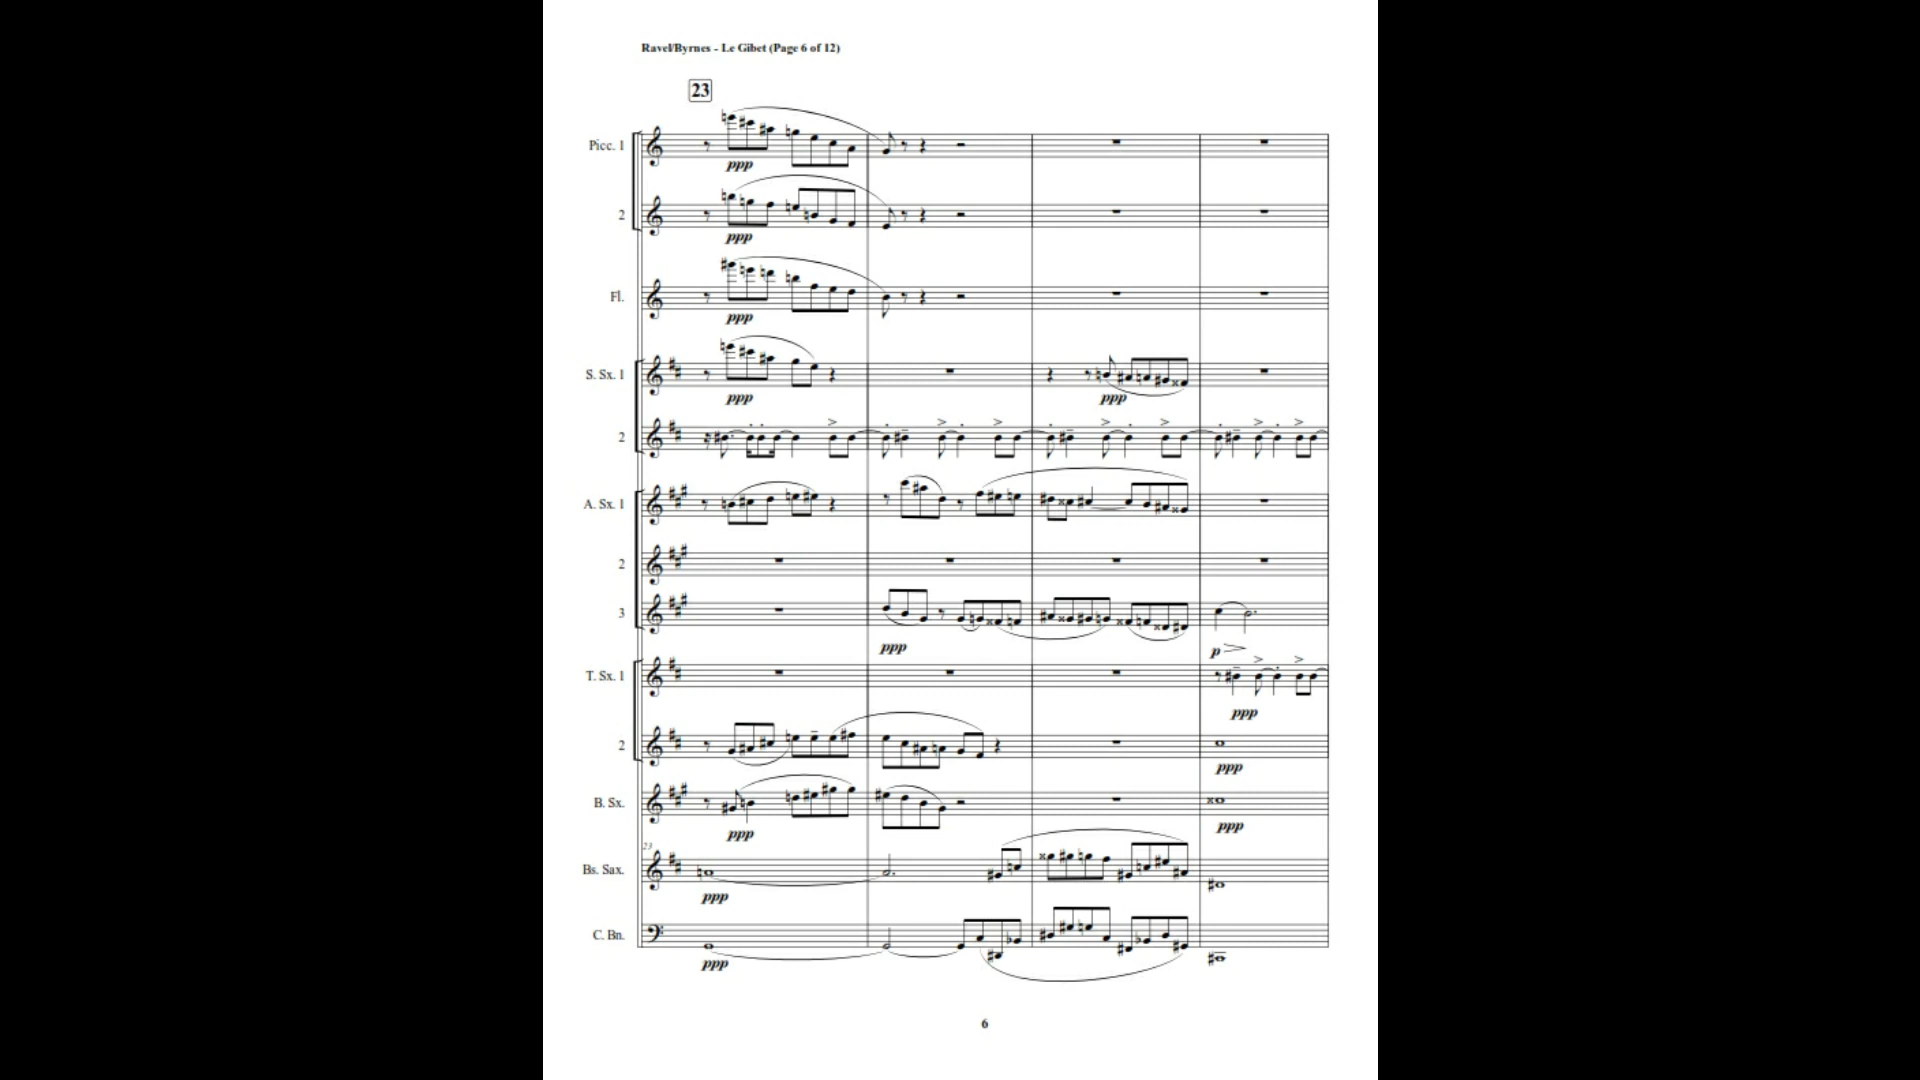 Ravel/Byrnes - Le Gibet (Page 6 of 12)
23
Picc. 1
ppp
2
ppp
Fl.
ppp
S. Sx. 1
ppp ppp
2
A. Sx. 1
2
3
ppp p
T. Sx. 1
ppp
2
ppp
B. Sx.
ppp ppp
23
Bs. Sax.
ppp
C. Bn.
ppp
6